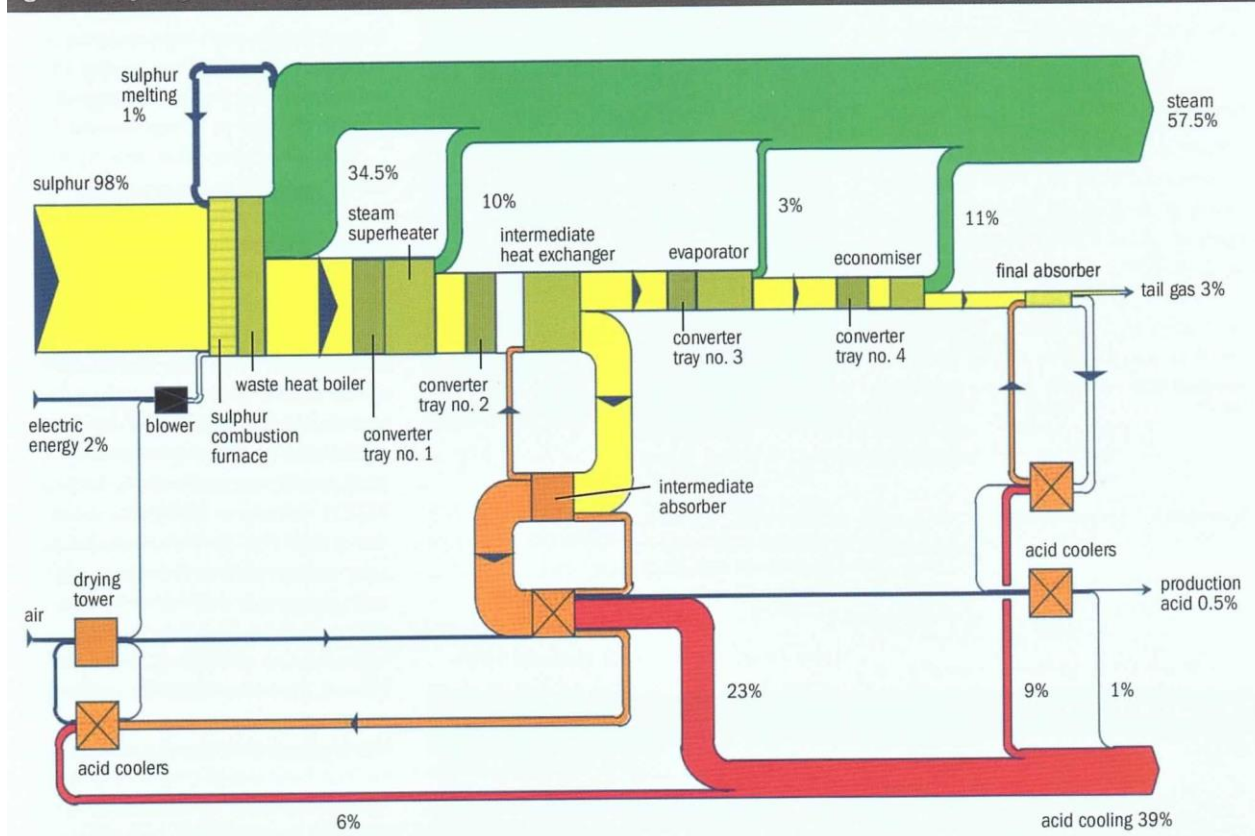 sulphur
melting
1%
steam
57.5%
sulphur 98%
34.5%
10%
3%
11%
steam
superheater
intermediate
heat exchanger
evaporator
economiser
final absorber
tail gas 3%
waste heat boiler
converter
tray no. 2
converter
tray no. 3
converter
tray no. 4
electric
energy 2%
blower
sulphur
combustion
furnace
converter
tray no. 1
intermediate
absorber
acid coolers
drying
tower
production
acid 0.5%
air
23%
9%
1%
acid coolers
6%
acid cooling 39%